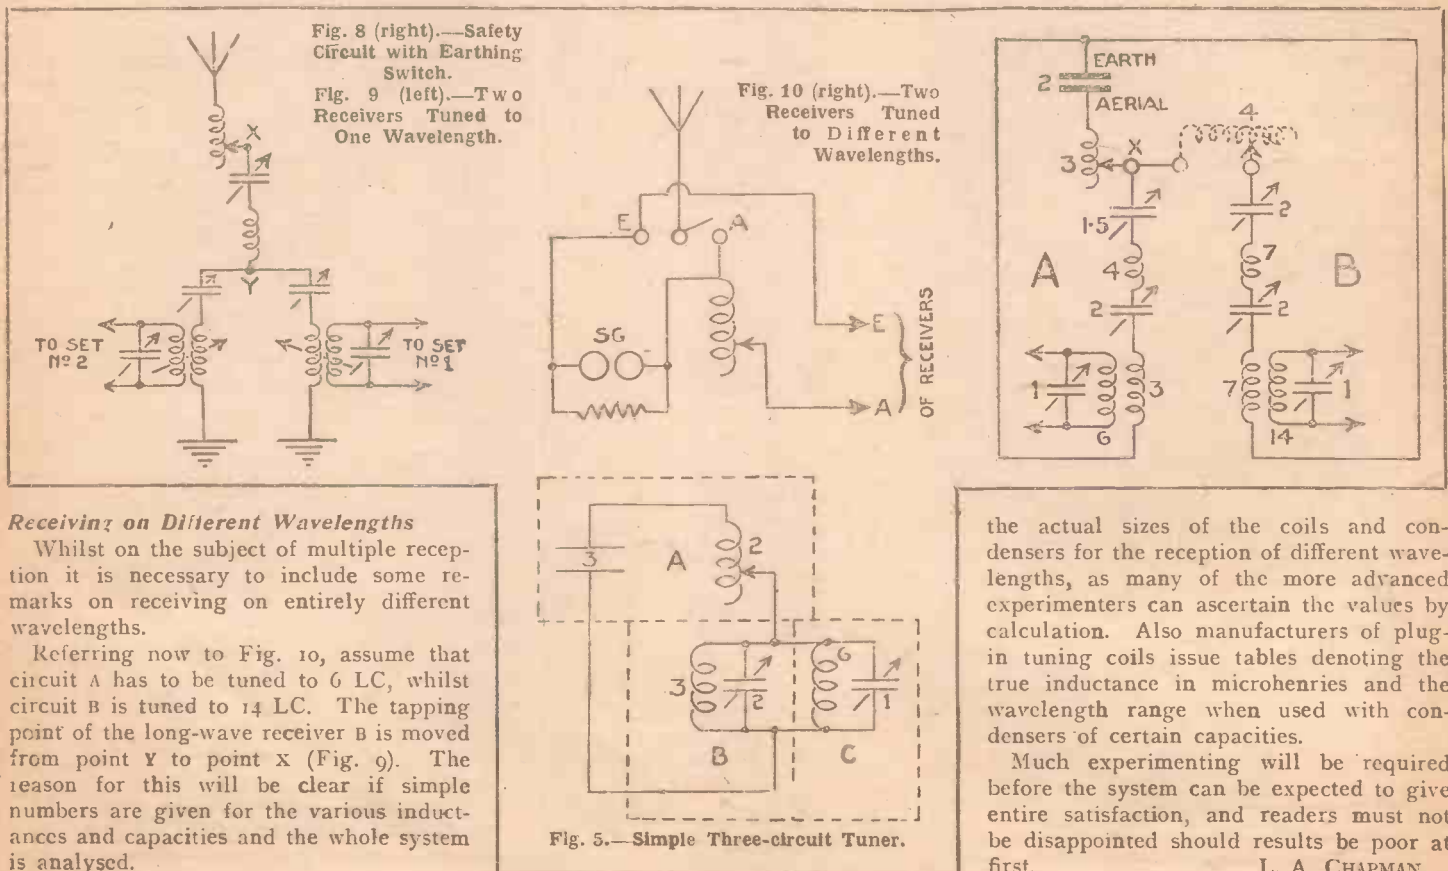 Fig. 8 (right).—Safety
Circuit with Earthing
Switch.
Fig. 9 (left).—Two
Receivers Tuned to
One Wavelength.
X
Y
TO SET
Nº 2
TO SET
Nº 1
Fig. 10 (right).—Two
Receivers Tuned
to Different
Wavelengths.
E
A
SG
E
A
OF RECEIVERS
EARTH
2
AERIAL
4
3
X
X
1·5
2
A
4
7
B
2
2
1
3
7
1
6
14
3
A
2
3
2
G
1
B
C
Fig. 5.—Simple Three-circuit Tuner.
Receiving on Different Wavelengths
Whilst on the subject of multiple recep-
tion it is necessary to include some re-
marks on receiving on entirely different
wavelengths.
Referring now to Fig. 10, assume that
circuit A has to be tuned to 6 LC, whilst
circuit B is tuned to 14 LC. The tapping
point of the long-wave receiver B is moved
from point Y to point X (Fig. 9). The
reason for this will be clear if simple
numbers are given for the various induct-
ances and capacities and the whole system
is analysed.
the actual sizes of the coils and con-
densers for the reception of different wave-
lengths, as many of the more advanced
experimenters can ascertain the values by
calculation. Also manufacturers of plug-
in tuning coils issue tables denoting the
true inductance in microhenries and the
wavelength range when used with con-
densers of certain capacities.
Much experimenting will be required
before the system can be expected to give
entire satisfaction, and readers must not
be disappointed should results be poor at
first. L. A. CHAPMAN